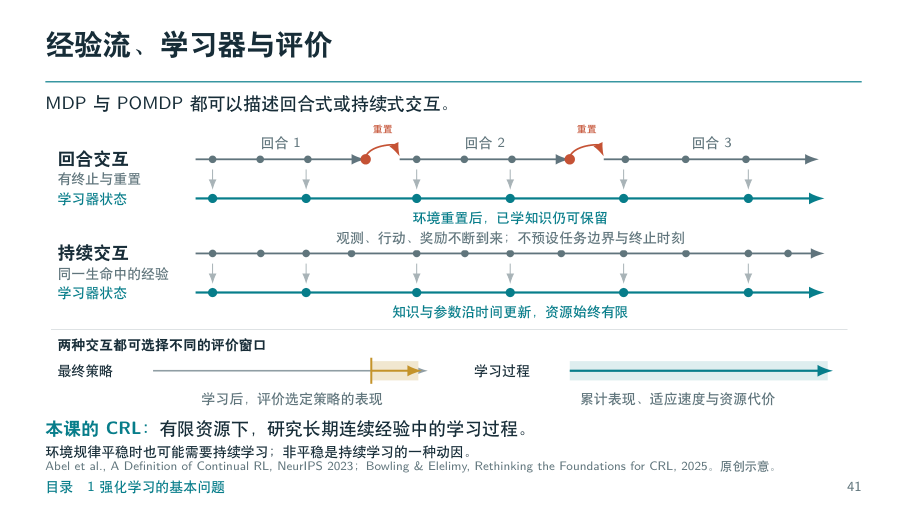 经验流、学习器与评价
MDP 与 POMDP 都可以描述回合式或持续式交互。
重置
重置
回合 1
回合 2
回合 3
回合交互
有终止与重置
学习器状态
环境重置后，已学知识仍可保留
观测、行动、奖励不断到来；不预设任务边界与终止时刻
持续交互
同一生命中的经验
学习器状态
知识与参数沿时间更新，资源始终有限
两种交互都可选择不同的评价窗口
最终策略
学习过程
学习后，评价选定策略的表现
累计表现、适应速度与资源代价
本课的 CRL：有限资源下，研究长期连续经验中的学习过程。
环境规律平稳时也可能需要持续学习；非平稳是持续学习的一种动因。
Abel et al., A Definition of Continual RL, NeurIPS 2023；Bowling & Elelimy, Rethinking the Foundations for CRL, 2025。原创示意。
目录 1 强化学习的基本问题
41